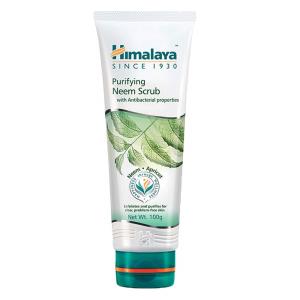 Himalaya
SINCE 1930
Purifying
Neem Scrub
with Antibacterial properties
Neem • Apricot
Exfoliates and purifies for
clear, problem-free skin
Net Wt. 100g